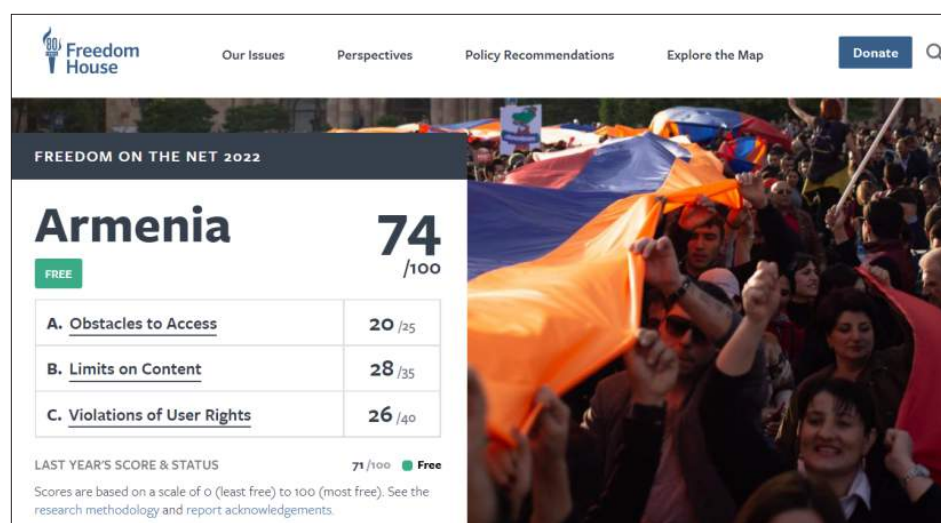 80
Freedom
House
Our Issues
Perspectives
Policy Recommendations
Explore the Map
Donate
FREEDOM ON THE NET 2022
Armenia
74
/100
FREE
A. Obstacles to Access 20 /25
B. Limits on Content 28 /35
C. Violations of User Rights 26 /40
LAST YEAR'S SCORE & STATUS 71 /100 Free
Scores are based on a scale of 0 (least free) to 100 (most free). See the
research methodology and report acknowledgements.